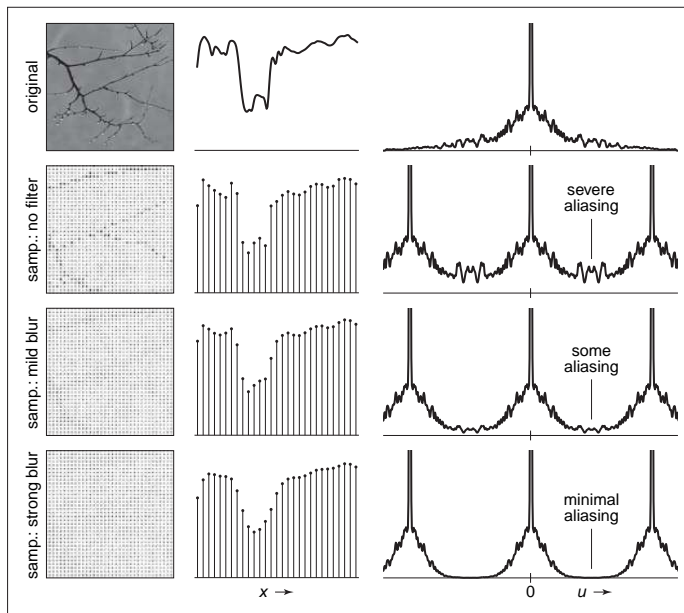 original
samp.: no filter
severe
aliasing
samp.: mild blur
some
aliasing
samp.: strong blur
minimal
aliasing
x →
0
u →